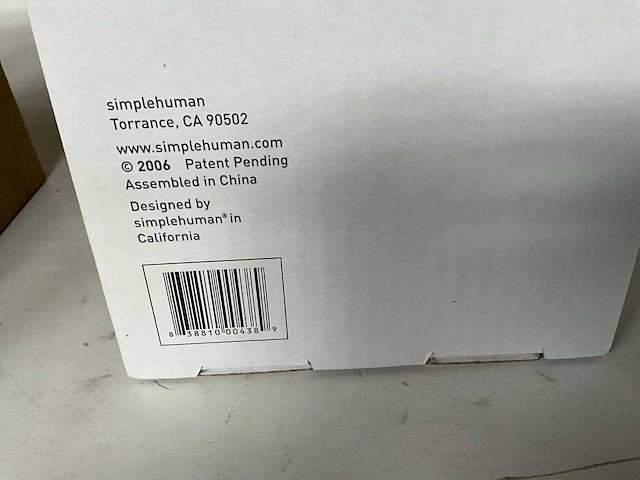 simplehuman
Torrance, CA 90502
www.simplehuman.com
© 2006 Patent Pending
Assembled in China
Designed by
simplehuman® in
California
8 38810 00438 9